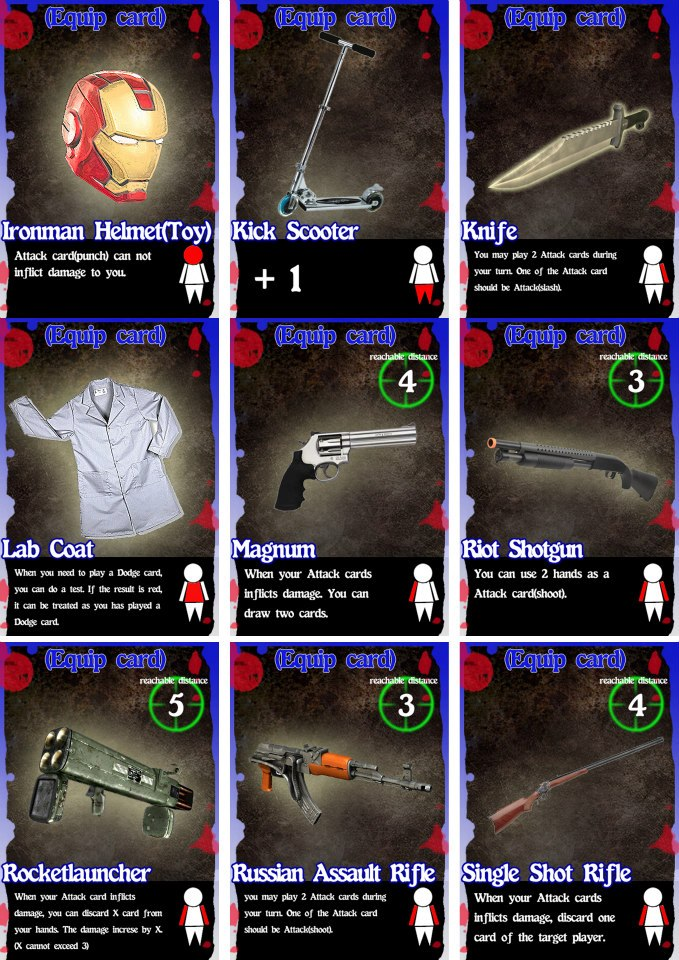 (Equip card)
Ironman Helmet(Toy)
Attack card(punch) can not
inflict damage to you.
(Equip card)
Kick Scooter
+ 1
(Equip card)
Knife
You may play 2 Attack cards during
your turn. One of the Attack card
should be Attack(slash).
(Equip card)
Lab Coat
When you need to play a Dodge card,
you can do a test. If the result is red,
it can be treated as you has played a
Dodge card.
(Equip card)
reachable distance
4
Magnum
When your Attack cards
inflicts damage. You can
draw two cards.
(Equip card)
reachable distance
3
Riot Shotgun
You can use 2 hands as a
Attack card(shoot).
(Equip card)
reachable distance
5
Rocketlauncher
When your Attack card inflicts
damage, you can discard X card from
your hands. The damage increse by X.
(X cannot exceed 3)
(Equip card)
reachable distance
3
Russian Assault Rifle
you may play 2 Attack cards during
your turn. One of the Attack card
should be Attack(shoot).
(Equip card)
reachable distance
4
Single Shot Rifle
When your Attack cards
inflicts damage, discard one
card of the target player.